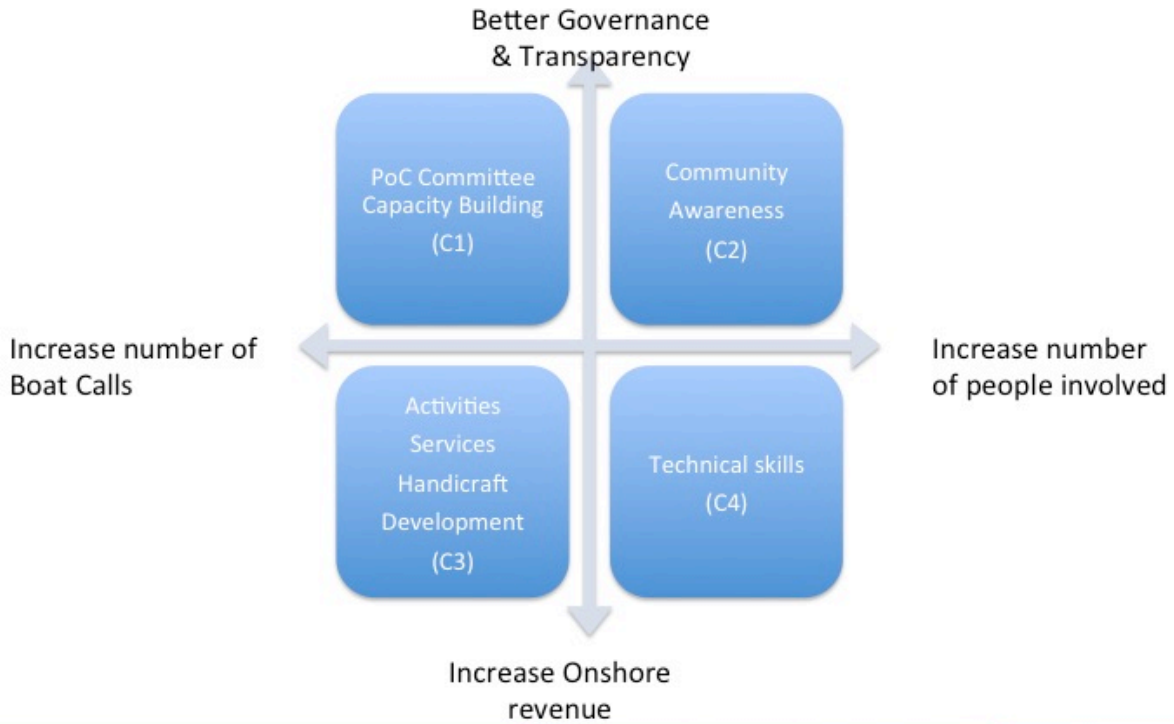 Better Governance
& Transparency
PoC Committee
Capacity Building
(C1)
Community
Awareness
(C2)
Increase number of
Boat Calls
Increase number
of people involved
Activities
Services
Handicraft
Development
(C3)
Technical skills
(C4)
Increase Onshore
revenue